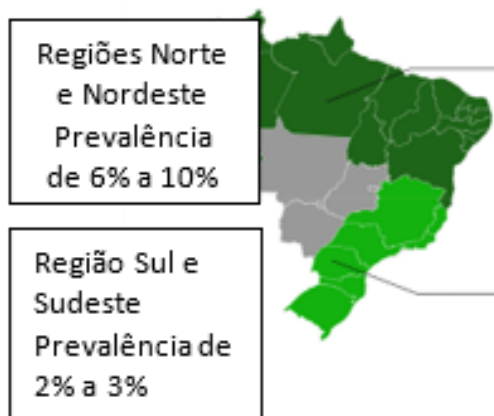 Regiões Norte
e Nordeste
Prevalência
de 6% a 10%
Região Sul e
Sudeste
Prevalência de
2% a 3%